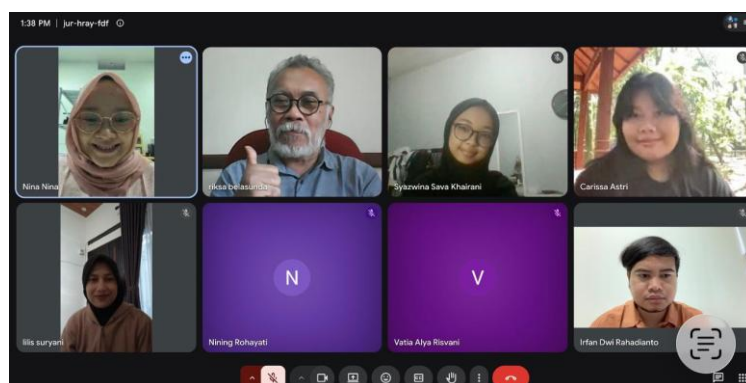 1:38 PM | jur-hray-fdf
Nina Nina
riksa belasunda
Syazwina Sava Khairani
Carissa Astri
lilis suryani
N
Nining Rohayati
V
Vatia Alya Risvani
Irfan Dwi Rahadianto